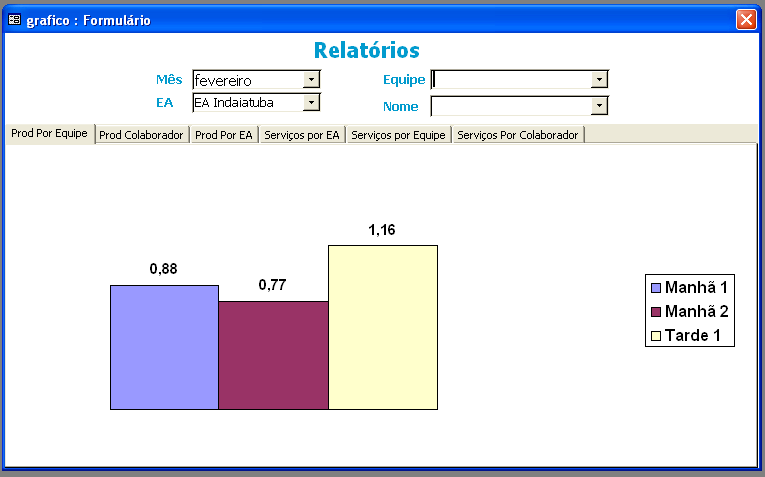 grafico : Formulário
Relatórios
Mês fevereiro Equipe
EA EA Indaiatuba Nome
Prod Por Equipe Prod Colaborador Prod Por EA Serviços por EA Serviços por Equipe Serviços Por Colaborador
1,16
0,88
0,77
Manhã 1
Manhã 2
Tarde 1